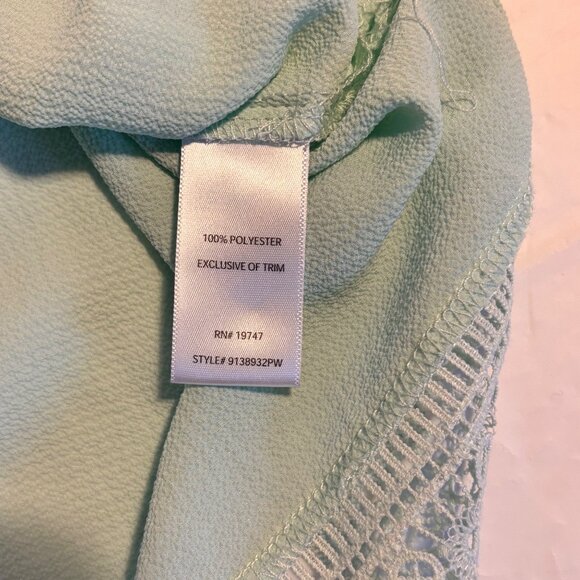 100% POLYESTER
EXCLUSIVE OF TRIM
RN# 19747
STYLE# 9138932PW